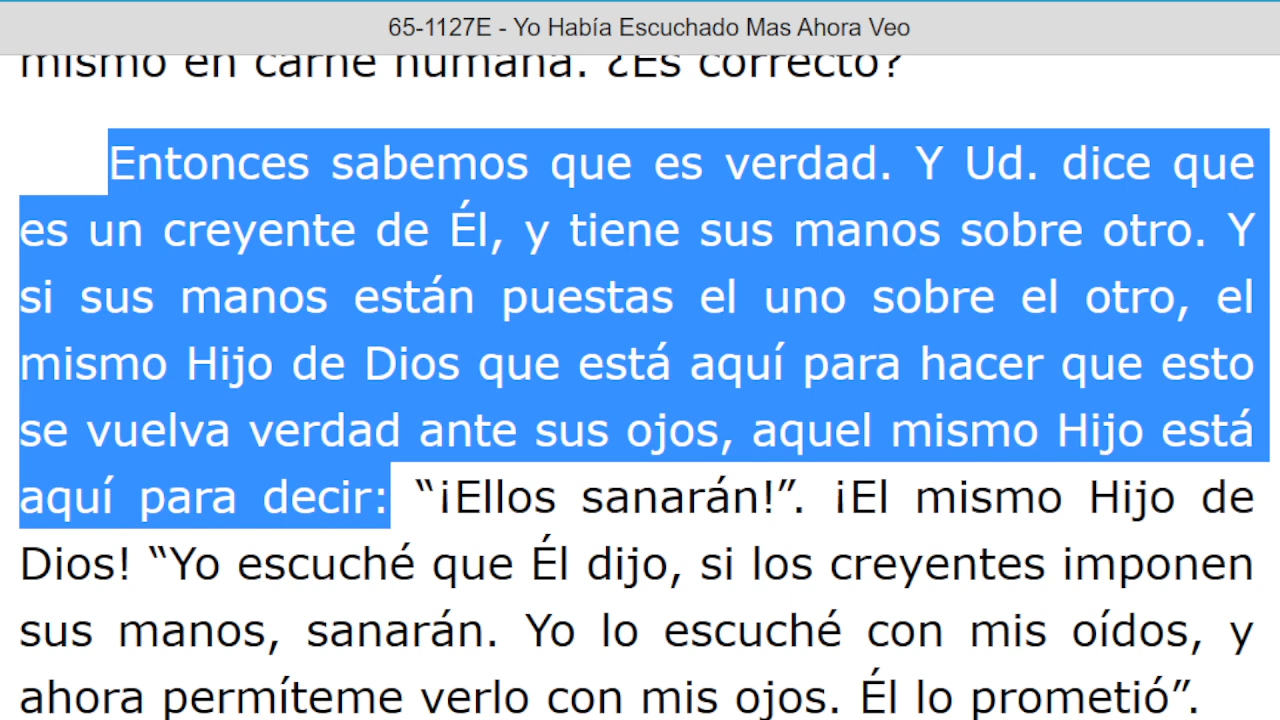 65-1127E - Yo Había Escuchado Mas Ahora Veo
mismo en carne humana. ¿Es correcto?
Entonces sabemos que es verdad. Y Ud. dice que
es un creyente de Él, y tiene sus manos sobre otro. Y
si sus manos están puestas el uno sobre el otro, el
mismo Hijo de Dios que está aquí para hacer que esto
se vuelva verdad ante sus ojos, aquel mismo Hijo está
aquí para decir: “¡Ellos sanarán!”. ¡El mismo Hijo de
Dios! “Yo escuché que Él dijo, si los creyentes imponen
sus manos, sanarán. Yo lo escuché con mis oídos, y
ahora permíteme verlo con mis ojos. Él lo prometió”.